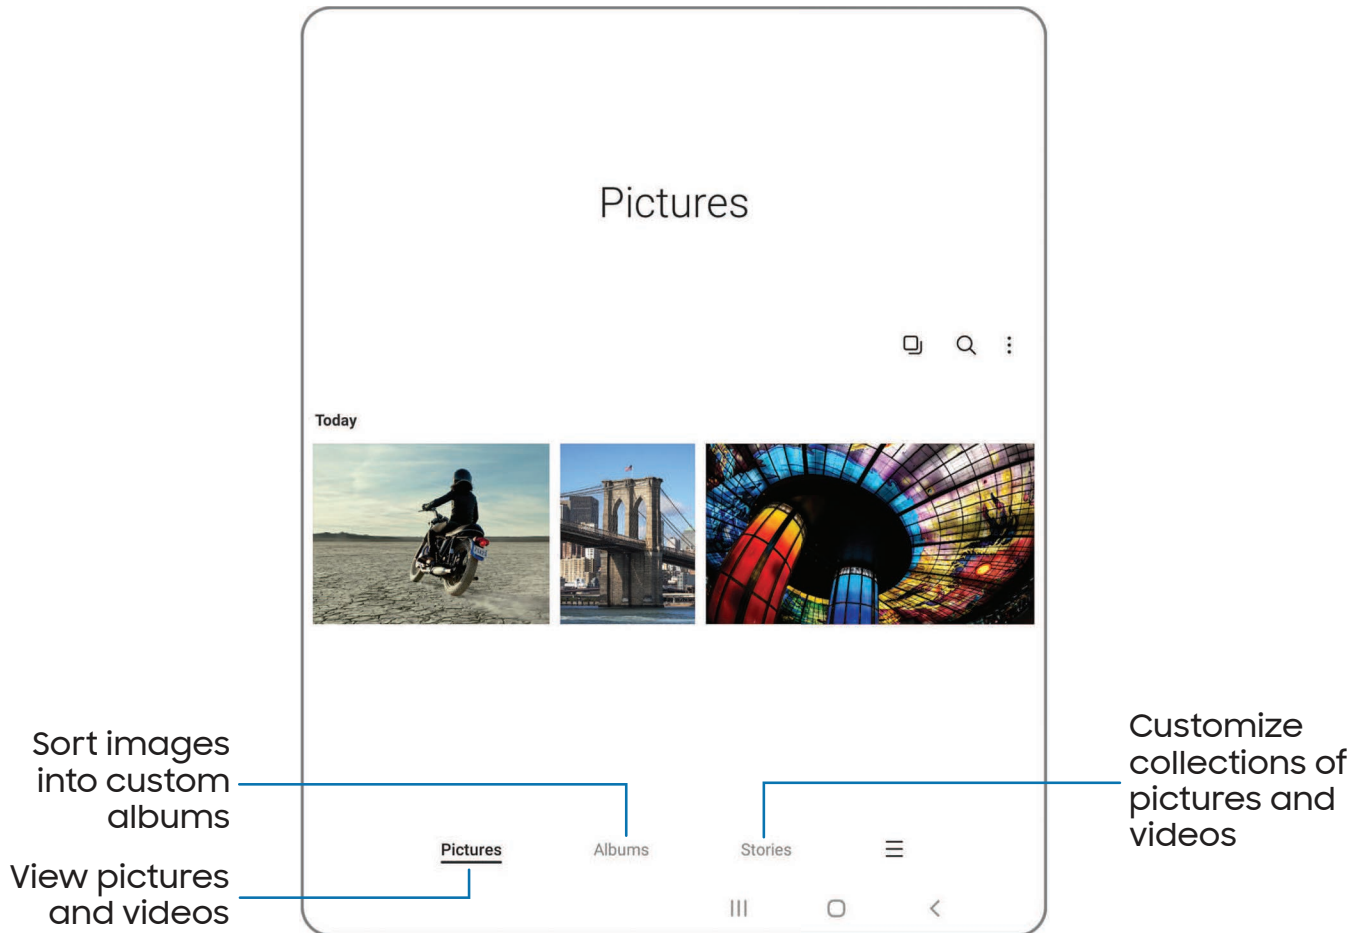 Pictures
Today
Sort images
into custom
albums
Customize
collections of
pictures and
videos
Pictures
Albums
Stories
View pictures
and videos